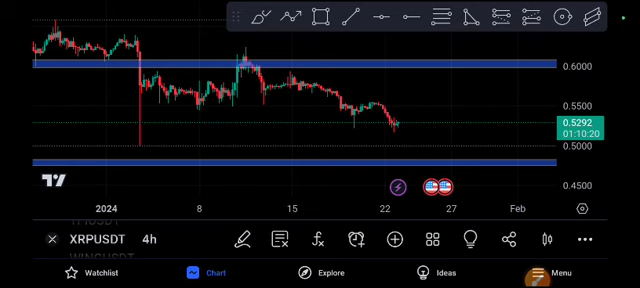 0.6000
0.5500
0.5292
01:10:20
0.5000
0.4500
2024 8 15 22 27 Feb
XRPUSDT 4h
Watchlist Chart Explore Ideas Menu